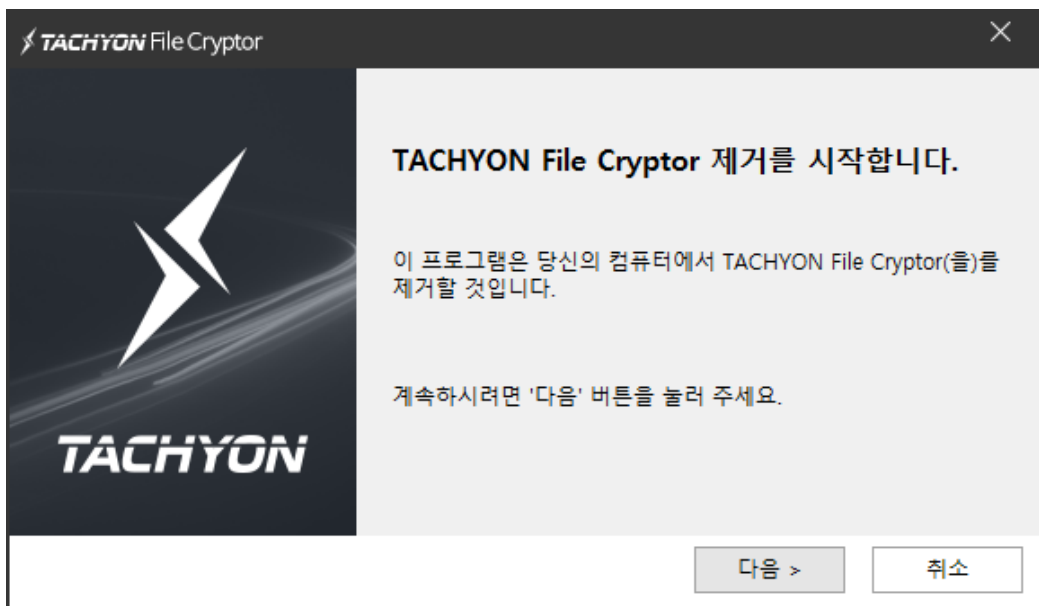 TACHYON File Cryptor
TACHYON File Cryptor 제거를 시작합니다.
이 프로그램은 당신의 컴퓨터에서 TACHYON File Cryptor(을)를
제거할 것입니다.
계속하시려면 '다음' 버튼을 눌러 주세요.
TACHYON
다음 >
취소